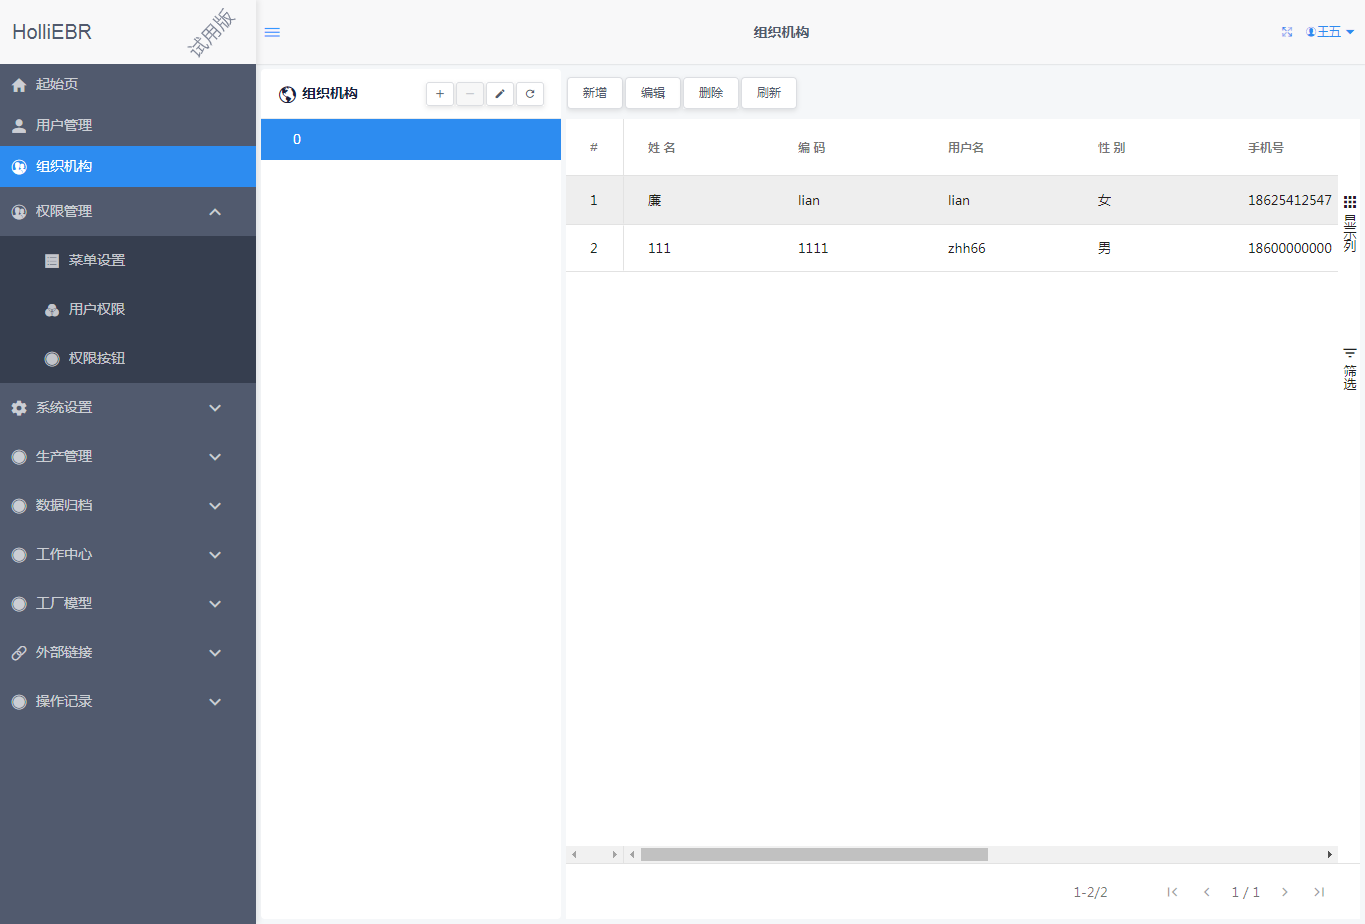 HolliEBR
试用版
组织机构
王五
起始页
用户管理
组织机构
权限管理
菜单设置
用户权限
权限按钮
系统设置
生产管理
数据归档
工作中心
工厂模型
外部链接
操作记录
组织机构
0
新增 编辑 删除 刷新
# 姓 名 编 码 用户名 性 别 手机号
1 廉 lian lian 女 18625412547
2 111 1111 zhh66 男 18600000000
显示列
筛选
1-2/2 1 / 1